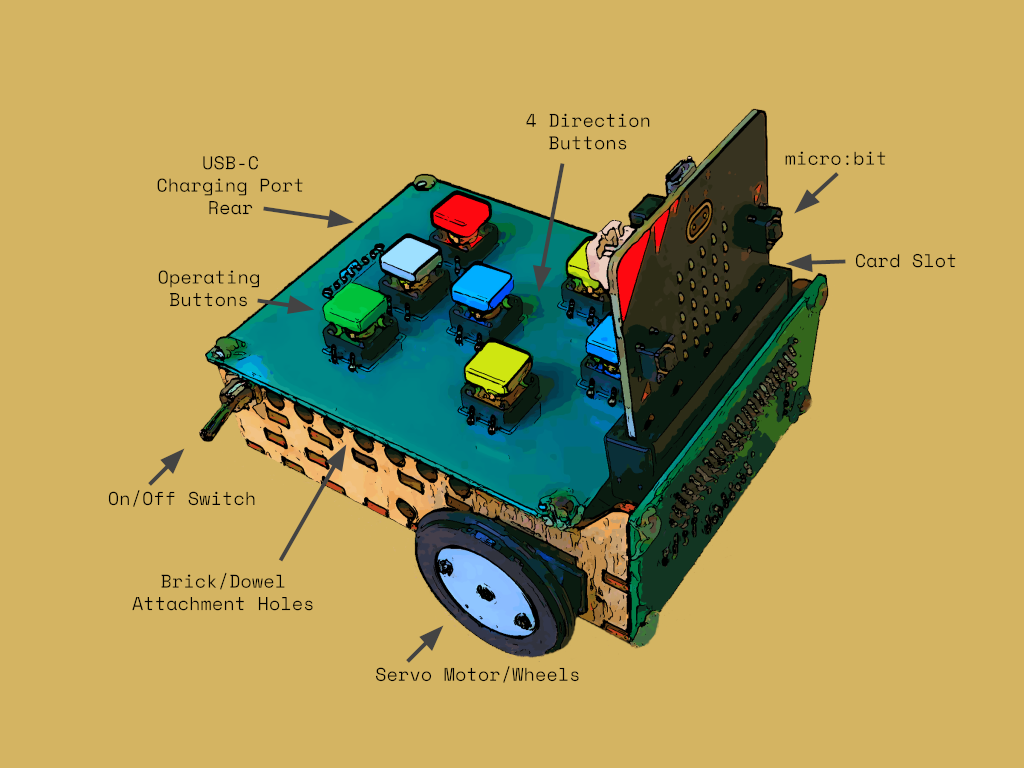 4 Direction
Buttons
USB-C
Charging Port
Rear
micro:bit
Card Slot
Operating
Buttons
On/Off Switch
Brick/Dowel
Attachment Holes
Servo Motor/Wheels